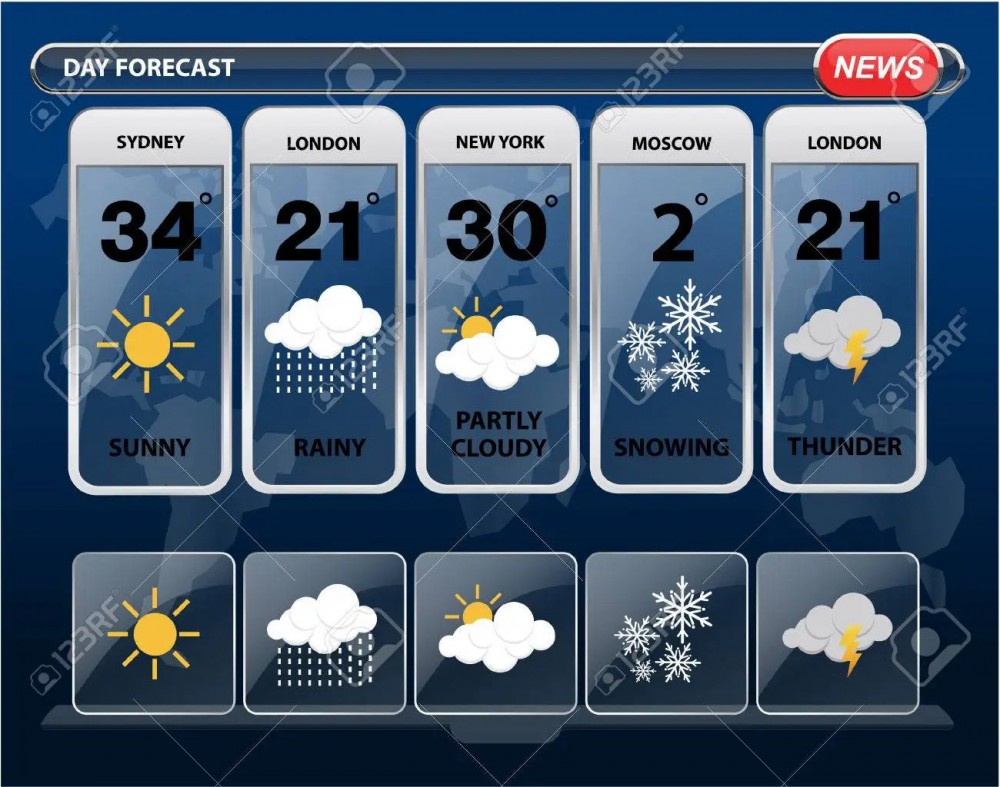 DAY FORECAST
NEWS
SYDNEY
34°
SUNNY
LONDON
21°
RAINY
NEW YORK
30°
PARTLY
CLOUDY
MOSCOW
2°
SNOWING
LONDON
21°
THUNDER
123RF